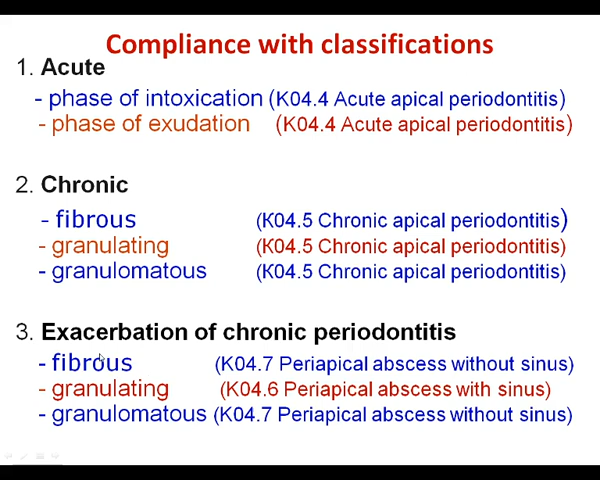 Compliance with classifications
1. Acute
- phase of intoxication (K04.4 Acute apical periodontitis)
- phase of exudation (K04.4 Acute apical periodontitis)
2. Chronic
- fibrous (K04.5 Chronic apical periodontitis)
- granulating (K04.5 Chronic apical periodontitis)
- granulomatous (K04.5 Chronic apical periodontitis)
3. Exacerbation of chronic periodontitis
- fibrous (K04.7 Periapical abscess without sinus)
- granulating (K04.6 Periapical abscess with sinus)
- granulomatous (K04.7 Periapical abscess without sinus)